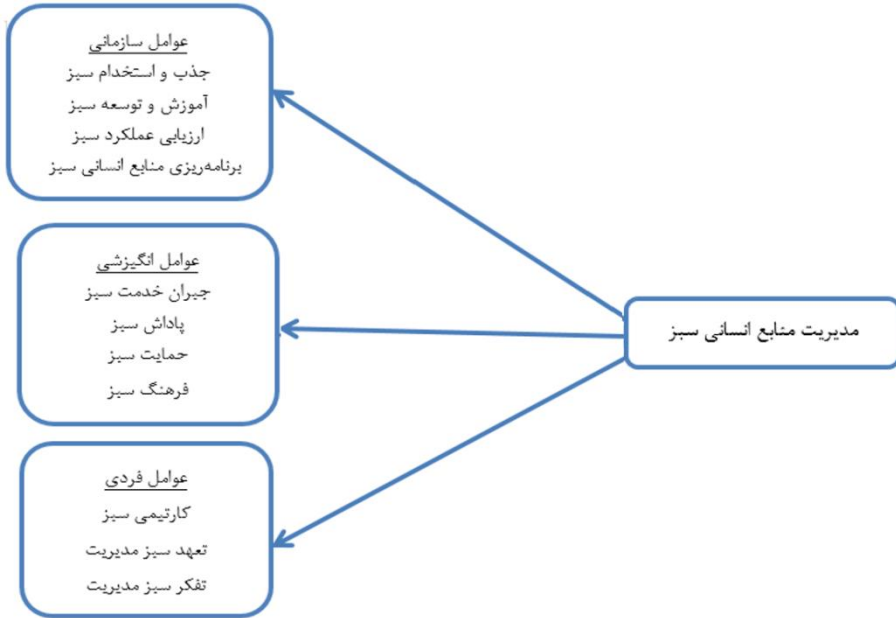 عوامل سازمانی
جذب و استخدام سبز
آموزش و توسعه سبز
ارزیابی عملکرد سبز
برنامه‌ریزی منابع انسانی سبز
عوامل انگیزشی
جبران خدمت سبز
پاداش سبز
حمایت سبز
فرهنگ سبز
مدیریت منابع انسانی سبز
عوامل فردی
کارتیمی سبز
تعهد سبز مدیریت
تفکر سبز مدیریت